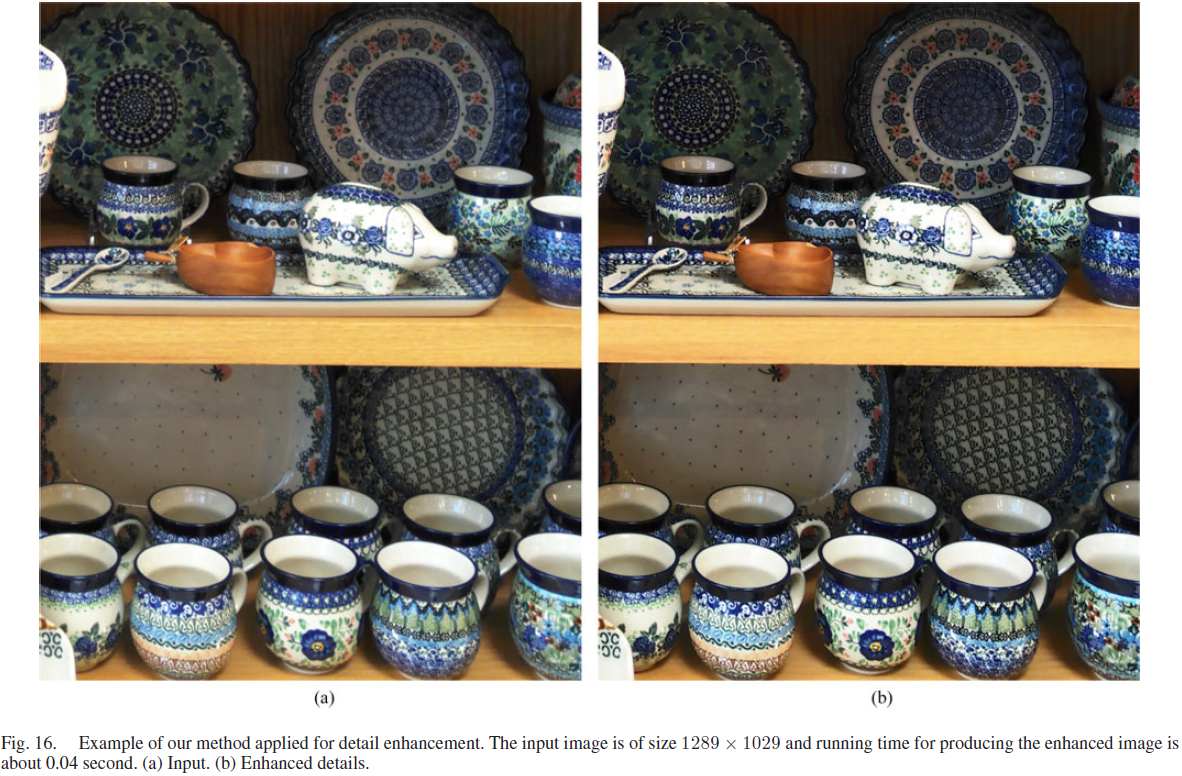 (a)
(b)
Fig. 16. Example of our method applied for detail enhancement. The input image is of size 1289 × 1029 and running time for producing the enhanced image is
about 0.04 second. (a) Input. (b) Enhanced details.